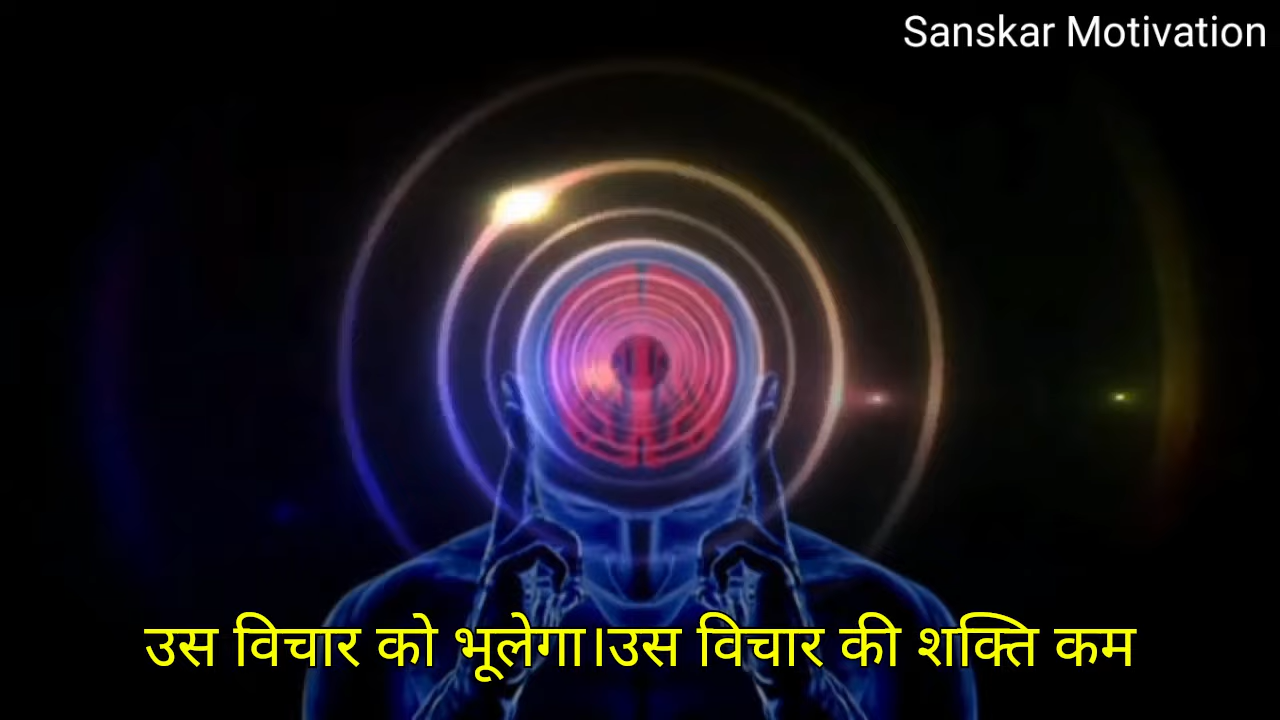 Sanskar Motivation
उस विचार को भूलेगा।उस विचार की शक्ति कम